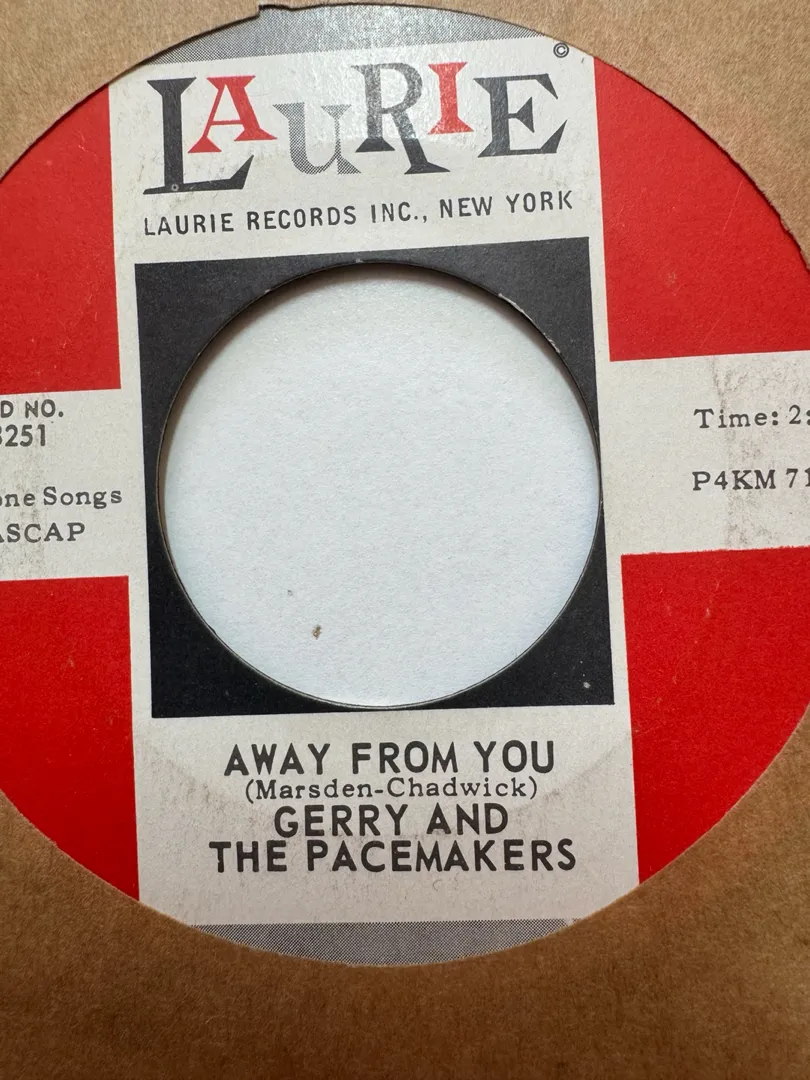 LAURIE ©
LAURIE RECORDS INC., NEW YORK
D NO.
3251
one Songs
ASCAP
Time: 2:
P4KM 71
AWAY FROM YOU
(Marsden-Chadwick)
GERRY AND
THE PACEMAKERS